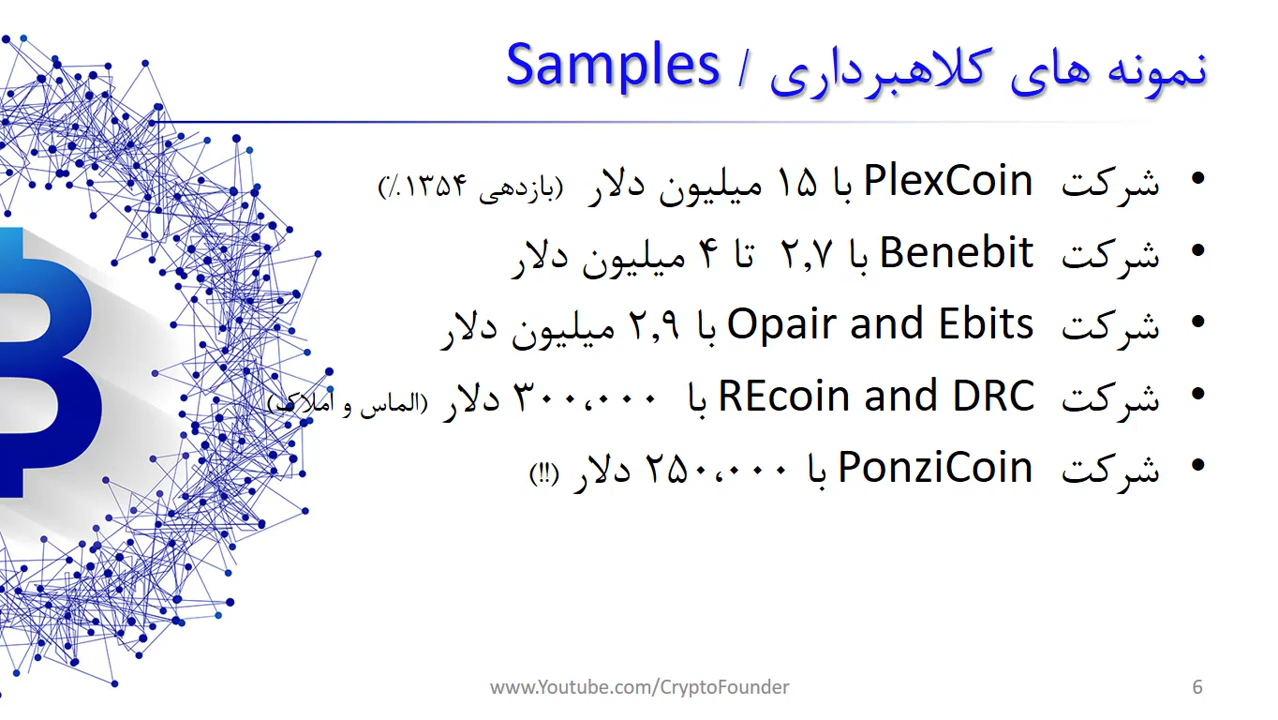 نمونه های کلاهبرداری / Samples
• شرکت PlexCoin با ۱۵ میلیون دلار (بازدهی ۱۳۵۴٪)
• شرکت Benebit با ۲,۷ تا ۴ میلیون دلار
• شرکت Opair and Ebits با ۲,۹ میلیون دلار
• شرکت REcoin and DRC با ۳۰۰،۰۰۰ دلار (الماس و املاک)
• شرکت PonziCoin با ۲۵۰،۰۰۰ دلار (!!)
www.Youtube.com/CryptoFounder
6